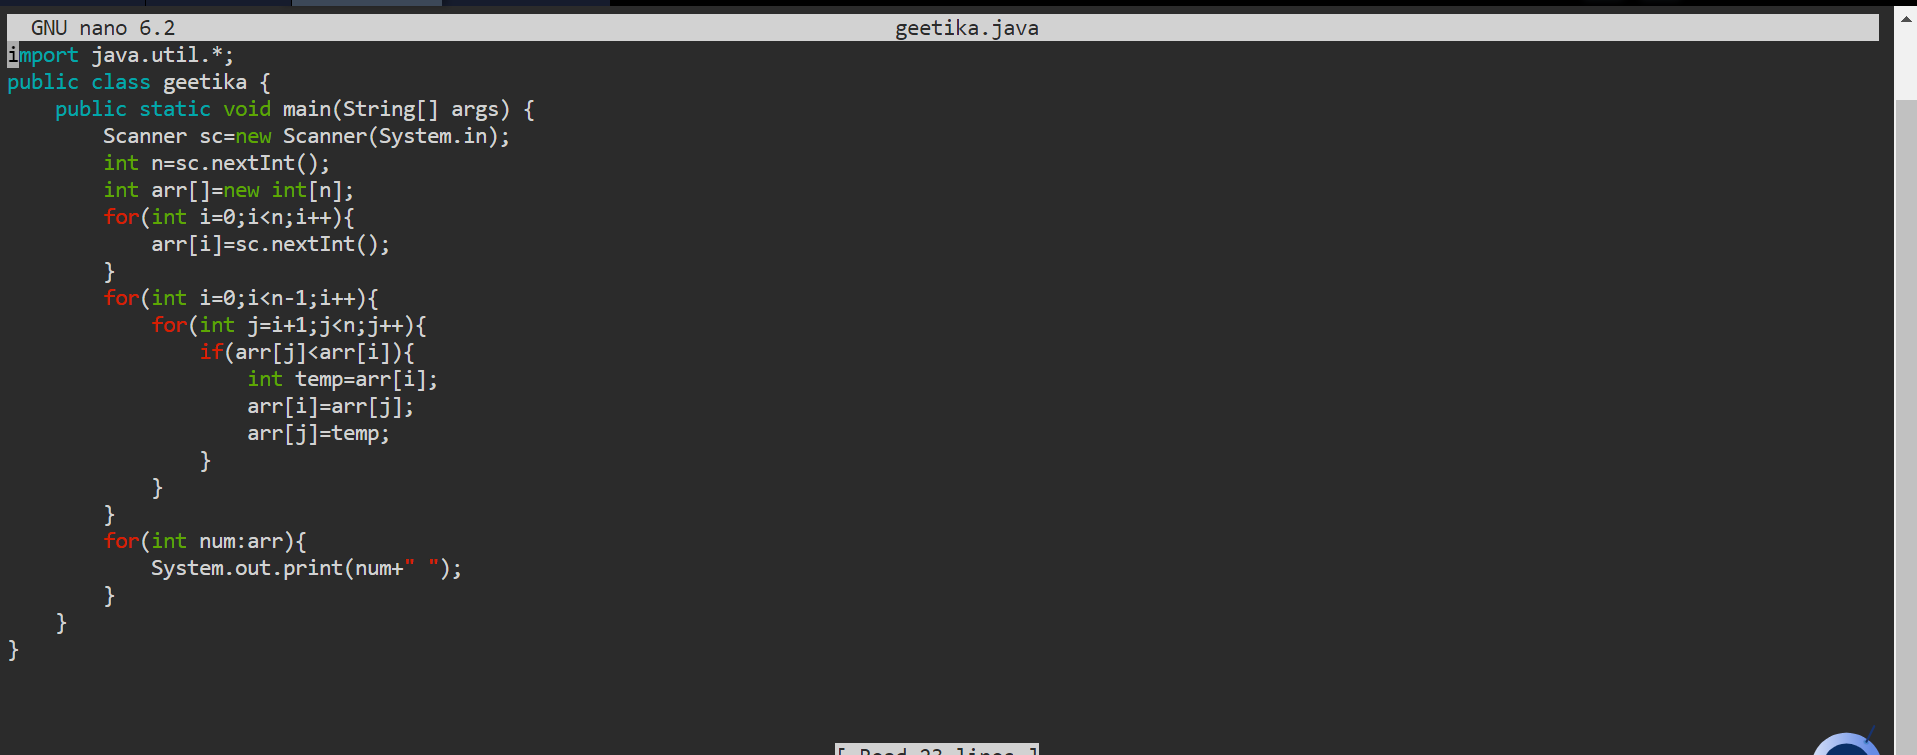 GNU nano 6.2 geetika.java
import java.util.*;
public class geetika {
    public static void main(String[] args) {
        Scanner sc=new Scanner(System.in);
        int n=sc.nextInt();
        int arr[]=new int[n];
        for(int i=0;i<n;i++){
            arr[i]=sc.nextInt();
        }
        for(int i=0;i<n-1;i++){
            for(int j=i+1;j<n;j++){
                if(arr[j]<arr[i]){
                    int temp=arr[i];
                    arr[i]=arr[j];
                    arr[j]=temp;
                }
            }
        }
        for(int num:arr){
            System.out.print(num+" ");
        }
    }
}
[ Read 23 lines ]